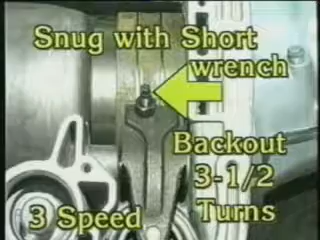 Snug with Short
wrench
Backout
3-1/2
3 Speed Turns